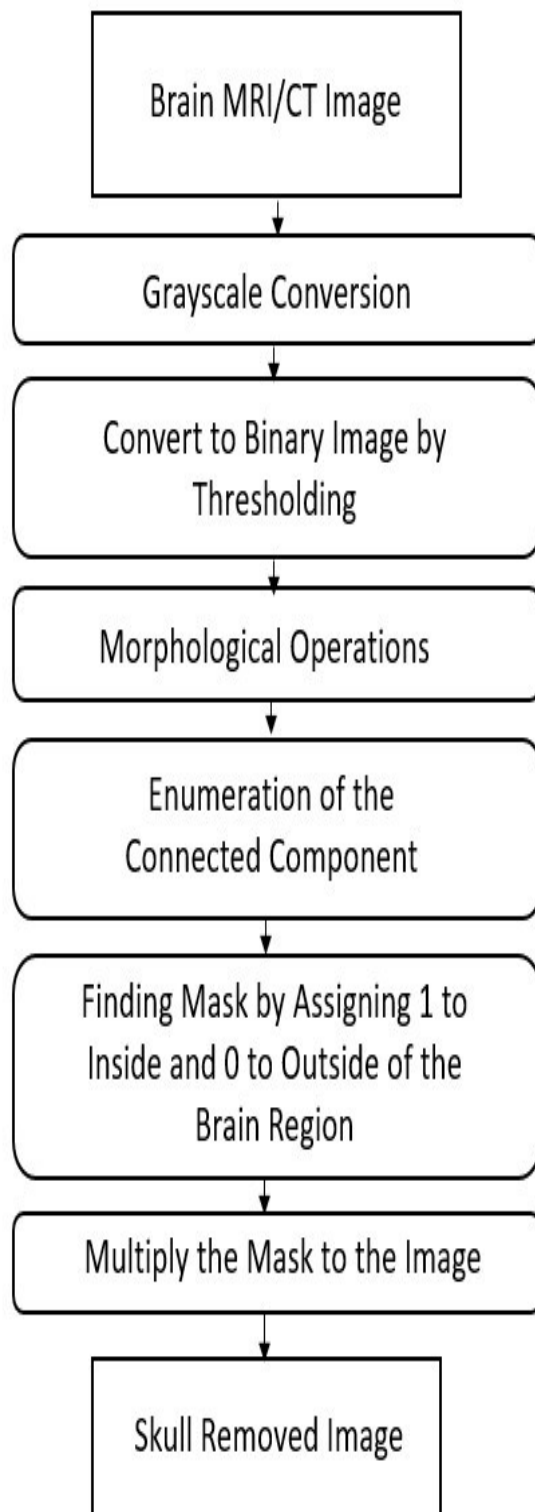 Brain MRI/CT Image
Grayscale Conversion
Convert to Binary Image by
Thresholding
Morphological Operations
Enumeration of the
Connected Component
Finding Mask by Assigning 1 to
Inside and 0 to Outside of the
Brain Region
Multiply the Mask to the Image
Skull Removed Image